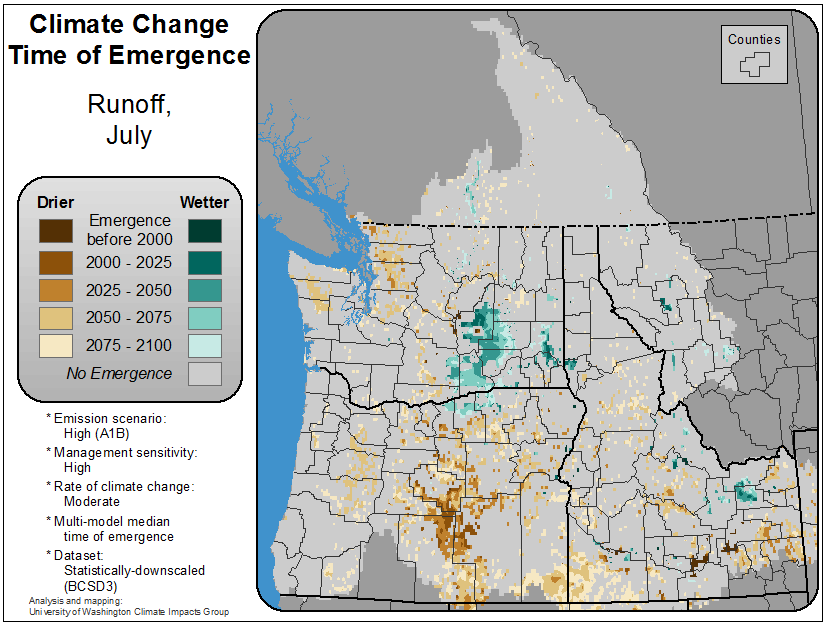 Climate Change
Time of Emergence
Runoff,
July
Drier Wetter
Emergence
before 2000
2000 - 2025
2025 - 2050
2050 - 2075
2075 - 2100
No Emergence
* Emission scenario:
High (A1B)
* Management sensitivity:
High
* Rate of climate change:
Moderate
* Multi-model median
time of emergence
* Dataset:
Statistically-downscaled
(BCSD3)
Analysis and mapping:
University of Washington Climate Impacts Group
Counties